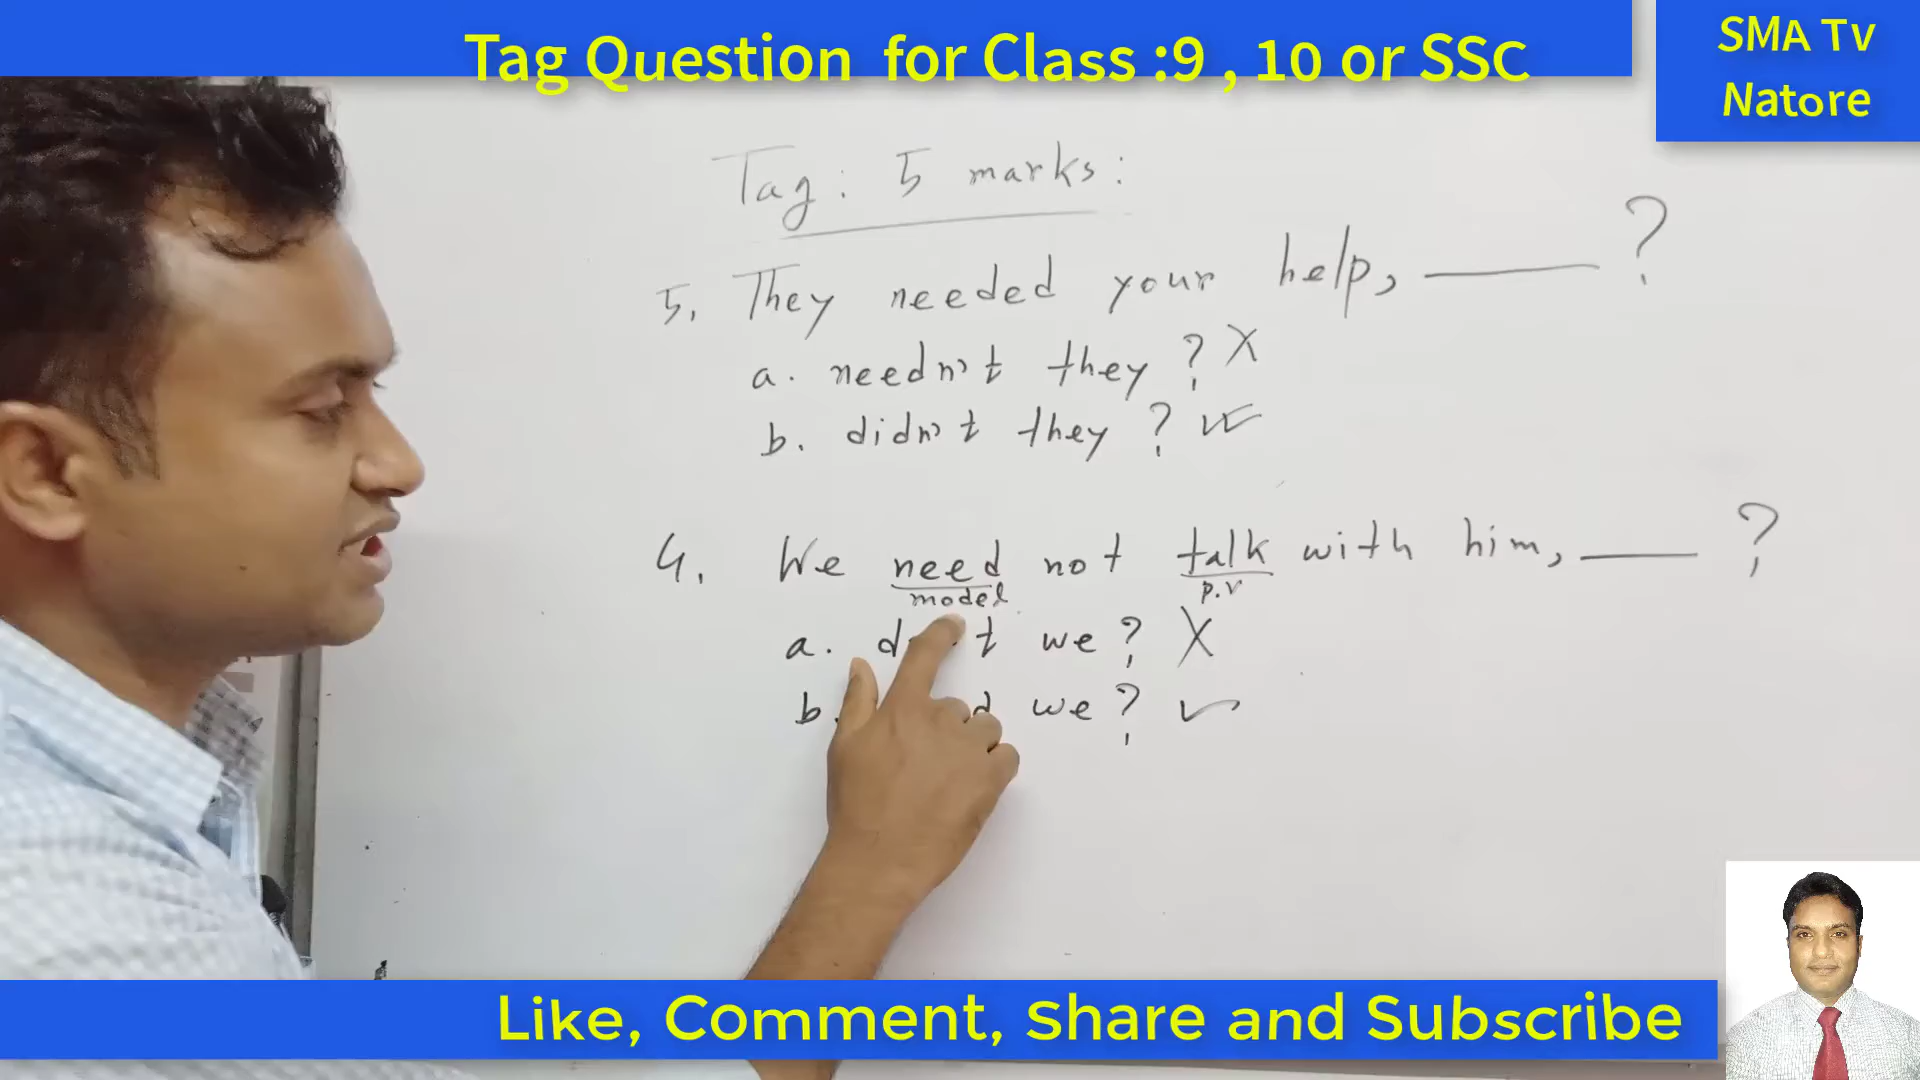 Tag Question for Class :9 , 10 or SSC
SMA Tv
Natore
Tag: 5 marks:
5. They needed your help, ?
a. needn't they ? X
b. didn't they ? ✓
4. We need not talk with him, ?
model p.v
a. we ? X
b. we ? ✓
Like, Comment, Share and Subscribe